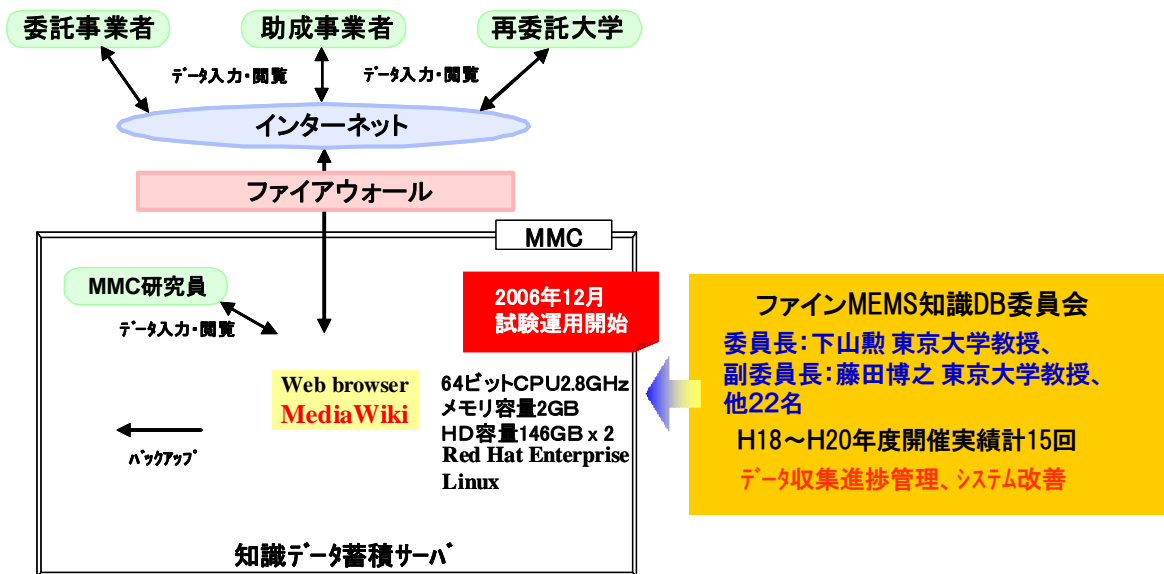 委託事業者
助成事業者
再委託大学
ﾃﾞｰﾀ入力・閲覧
ﾃﾞｰﾀ入力・閲覧
インターネット
ファイアウォール
MMC
MMC研究員
ﾃﾞｰﾀ入力・閲覧
2006年12月
試験運用開始
Web browser
MediaWiki
64ビットCPU2.8GHz
メモリ容量2GB
HD容量146GB x 2
Red Hat Enterprise
Linux
ﾊﾞｯｸｱｯﾌﾟ
知識ﾃﾞｰﾀ蓄積ｻｰﾊﾞ
ファインMEMS知識DB委員会
委員長：下山勲 東京大学教授、
副委員長：藤田博之 東京大学教授、
他22名
H18～H20年度開催実績計15回
ﾃﾞｰﾀ収集進捗管理、ｼｽﾃﾑ改善